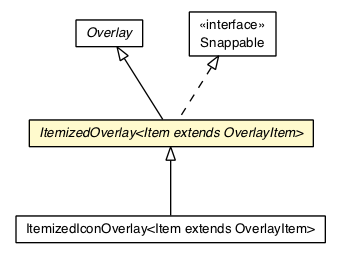 Overlay
«interface»
Snappable
ItemizedOverlay<Item extends OverlayItem>
ItemizedIconOverlay<Item extends OverlayItem>